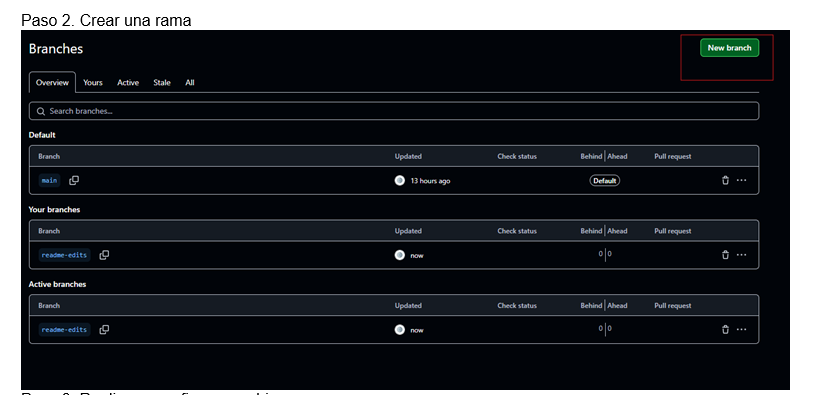 Paso 2. Crear una rama
Branches
New branch
Overview Yours Active Stale All
Search branches...
Default
Branch Updated Check status Behind Ahead Pull request
main 13 hours ago Default
Your branches
Branch Updated Check status Behind Ahead Pull request
readme-edits now 0 0
Active branches
Branch Updated Check status Behind Ahead Pull request
readme-edits now 0 0